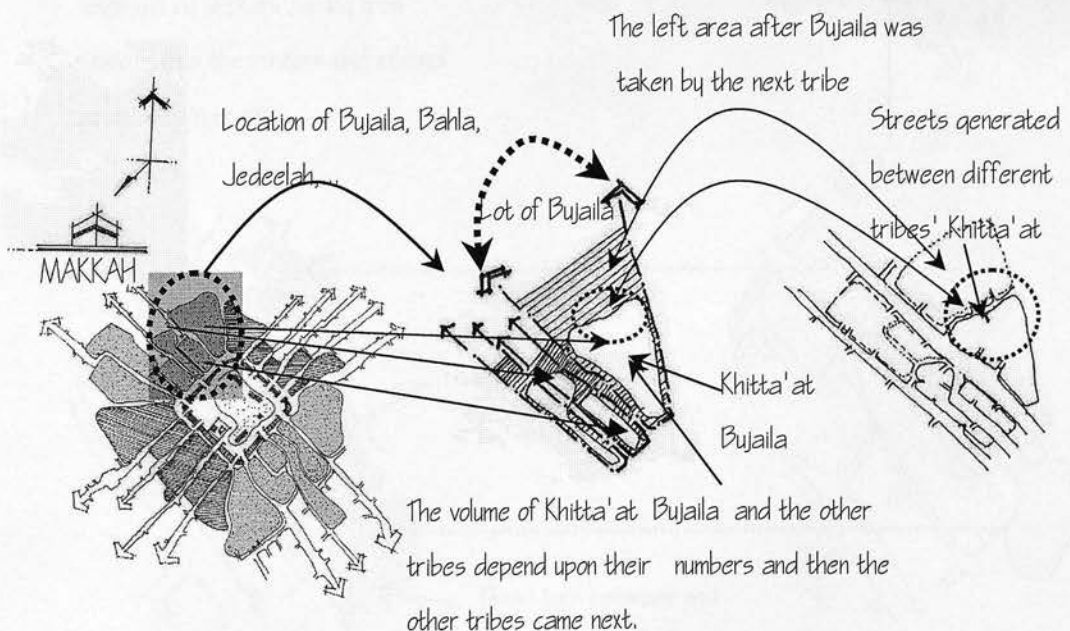 The left area after Bujaila was
taken by the next tribe
Location of Bujaila, Bahla,
Jedeelah,...
Streets generated
between different
tribes' Khitta'at
Lot of Bujaila
MAKKAH
Khitta'at
Bujaila
The volume of Khitta'at Bujaila and the other
tribes depend upon their numbers and then the
other tribes came next.